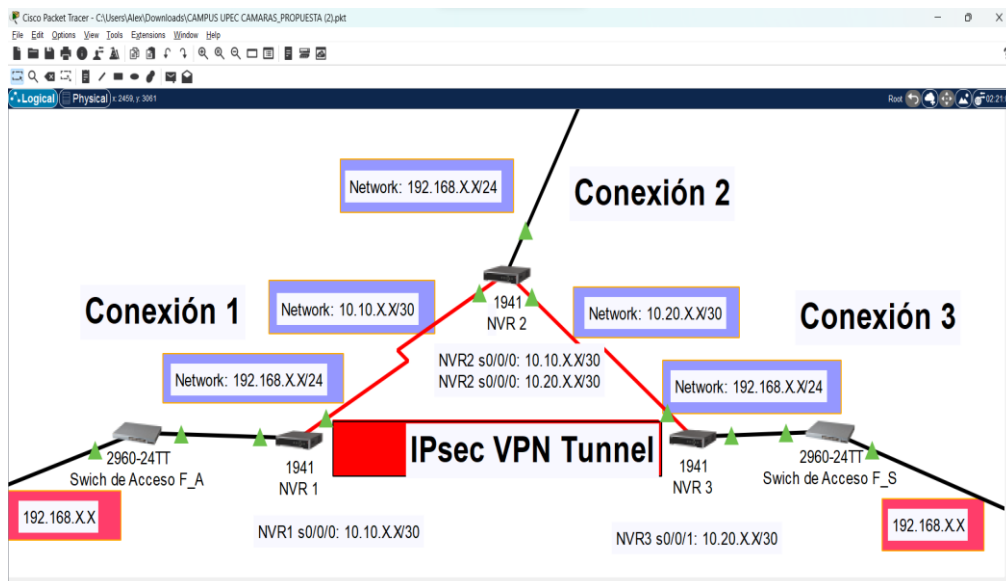 Cisco Packet Tracer - C:\Users\Alex\Downloads\CAMPUS UPEC CAMARAS_PROPUESTA (2).pkt
File Edit Options View Tools Extensions Window Help
Logical Physical x: 2459, y: 3061
Root 02:21:
Network: 192.168.X.X/24
Conexión 2
Conexión 1
Network: 10.10.X.X/30
1941
NVR 2
Network: 10.20.X.X/30
Conexión 3
NVR2 s0/0/0: 10.10.X.X/30
NVR2 s0/0/0: 10.20.X.X/30
Network: 192.168.X.X/24
Network: 192.168.X.X/24
2960-24TT
Swich de Acceso F_A
1941
NVR 1
IPsec VPN Tunnel
1941
NVR 3
2960-24TT
Swich de Acceso F_S
192.168.X.X
NVR1 s0/0/0: 10.10.X.X/30
NVR3 s0/0/1: 10.20.X.X/30
192.168.X.X